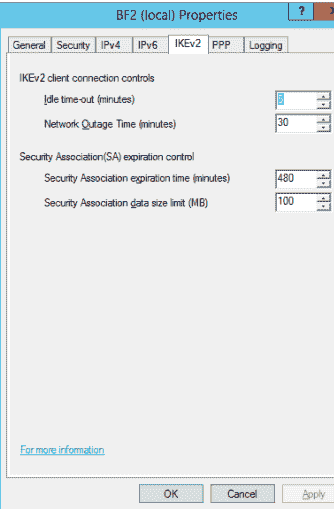 BF2 (local) Properties
?
General Security IPv4 IPv6 IKEv2 PPP Logging
IKEv2 client connection controls
Idle time-out (minutes)
Network Outage Time (minutes) 30
Security Association(SA) expiration control
Security Association expiration time (minutes) 480
Security Association data size limit (MB) 100
For more information
OK Cancel Apply